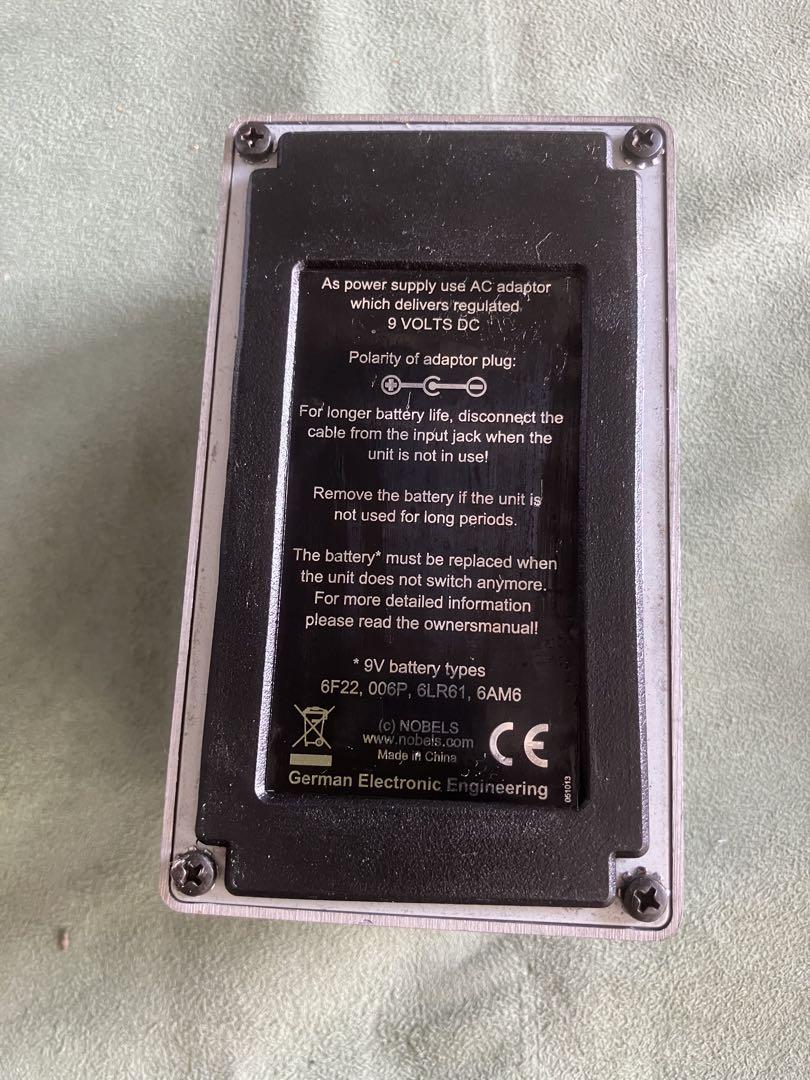 As power supply use AC adaptor
which delivers regulated
9 VOLTS DC
Polarity of adaptor plug:
For longer battery life, disconnect the
cable from the input jack when the
unit is not in use!
Remove the battery if the unit is
not used for long periods.
The battery* must be replaced when
the unit does not switch anymore.
For more detailed information
please read the ownersmanual!
* 9V battery types
6F22, 006P, 6LR61, 6AM6
(c) NOBELS
www.nobels.com
Made in China
CE
German Electronic Engineering
051013